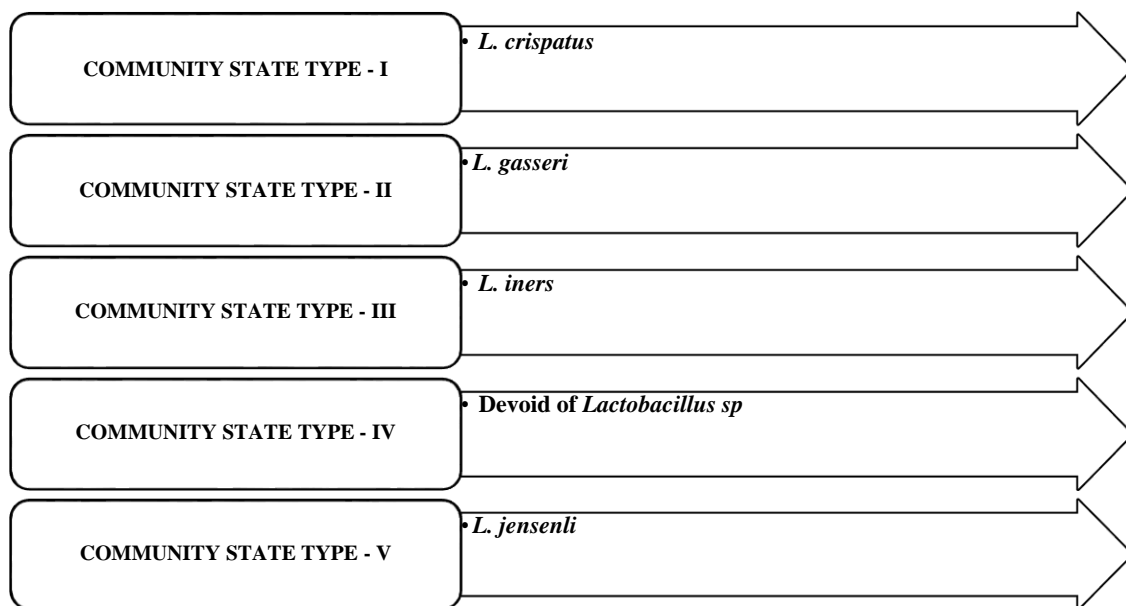 COMMUNITY STATE TYPE - I
• L. crispatus
COMMUNITY STATE TYPE - II
• L. gasseri
COMMUNITY STATE TYPE - III
• L. iners
COMMUNITY STATE TYPE - IV
• Devoid of Lactobacillus sp
COMMUNITY STATE TYPE - V
• L. jensenli